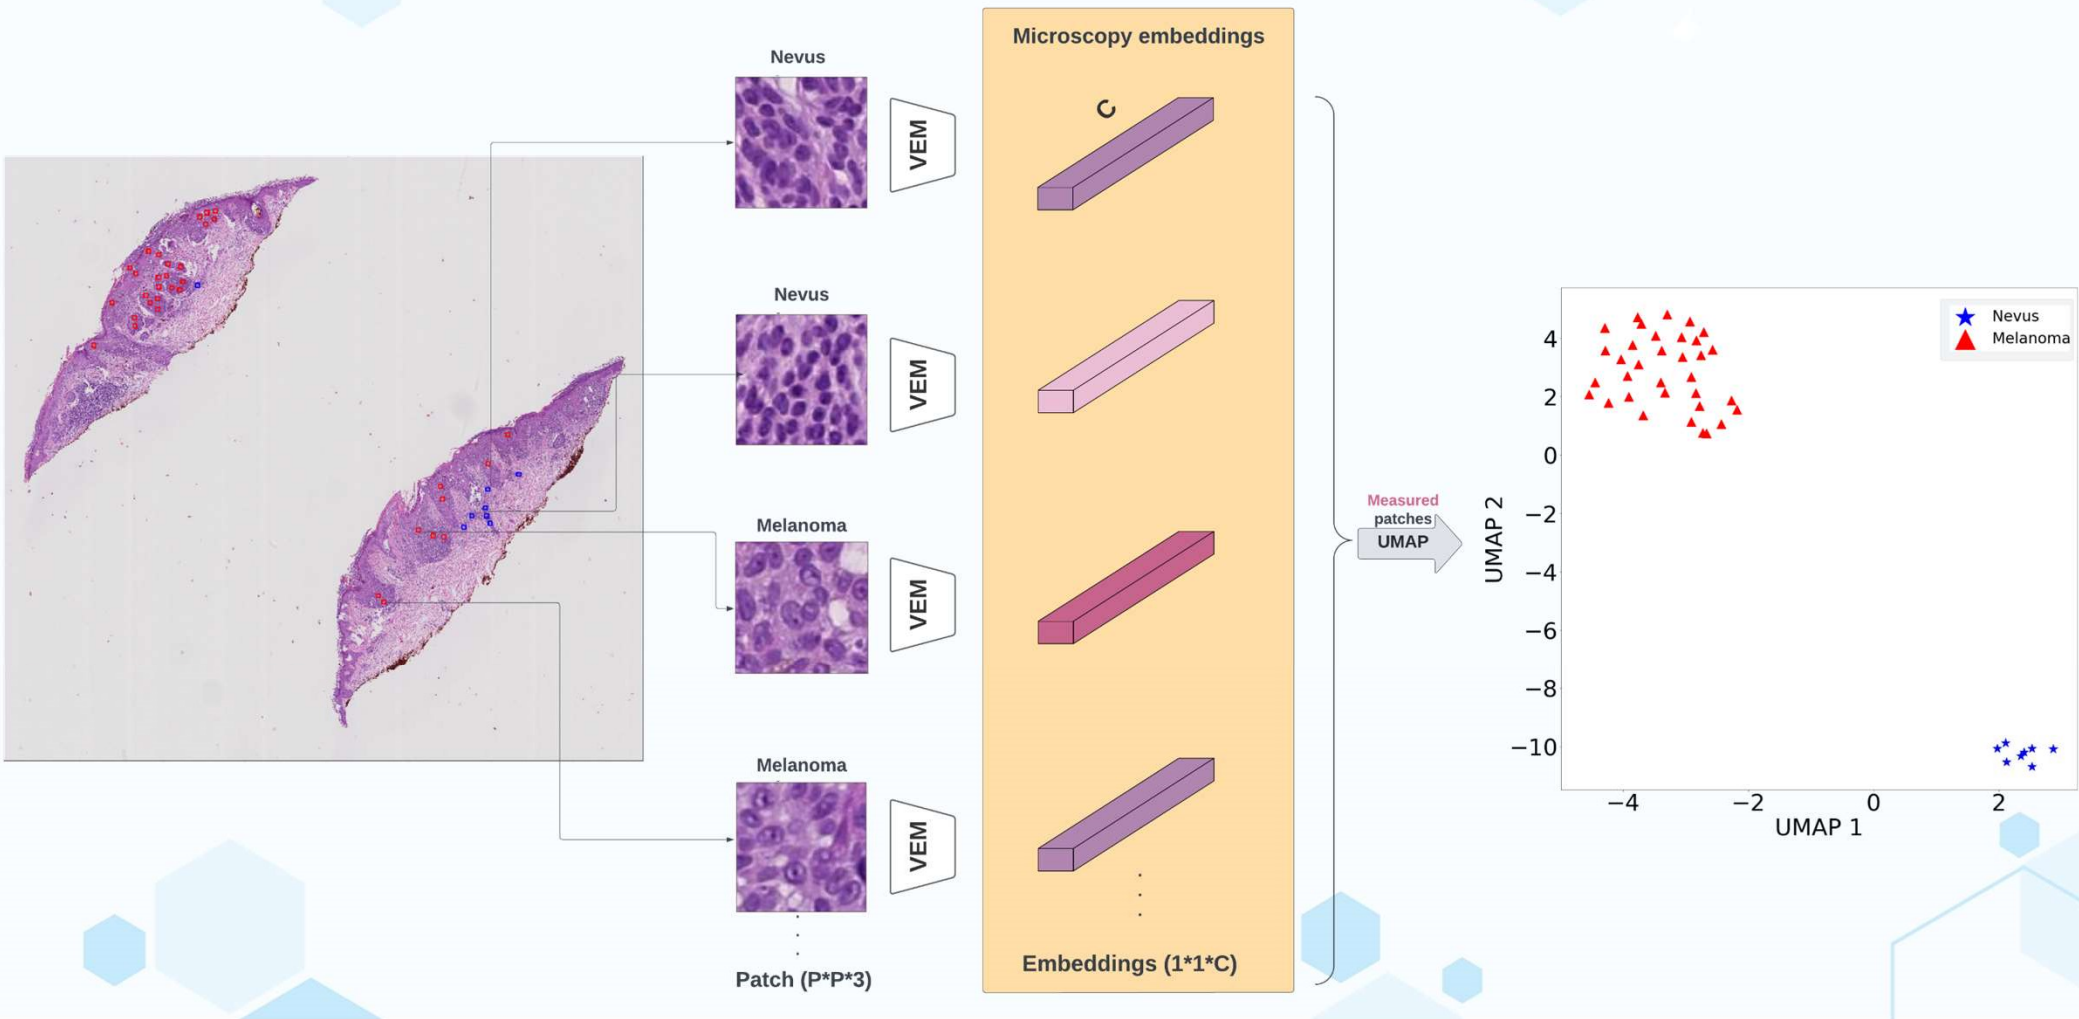 Nevus
VEM
Nevus
VEM
Melanoma
VEM
Melanoma
VEM
Patch (P*P*3)
Microscopy embeddings
C
Embeddings (1*1*C)
Measured
patches
UMAP
Nevus
Melanoma
UMAP 2
4
2
0
−2
−4
−6
−8
−10
−4
−2
0
2
UMAP 1